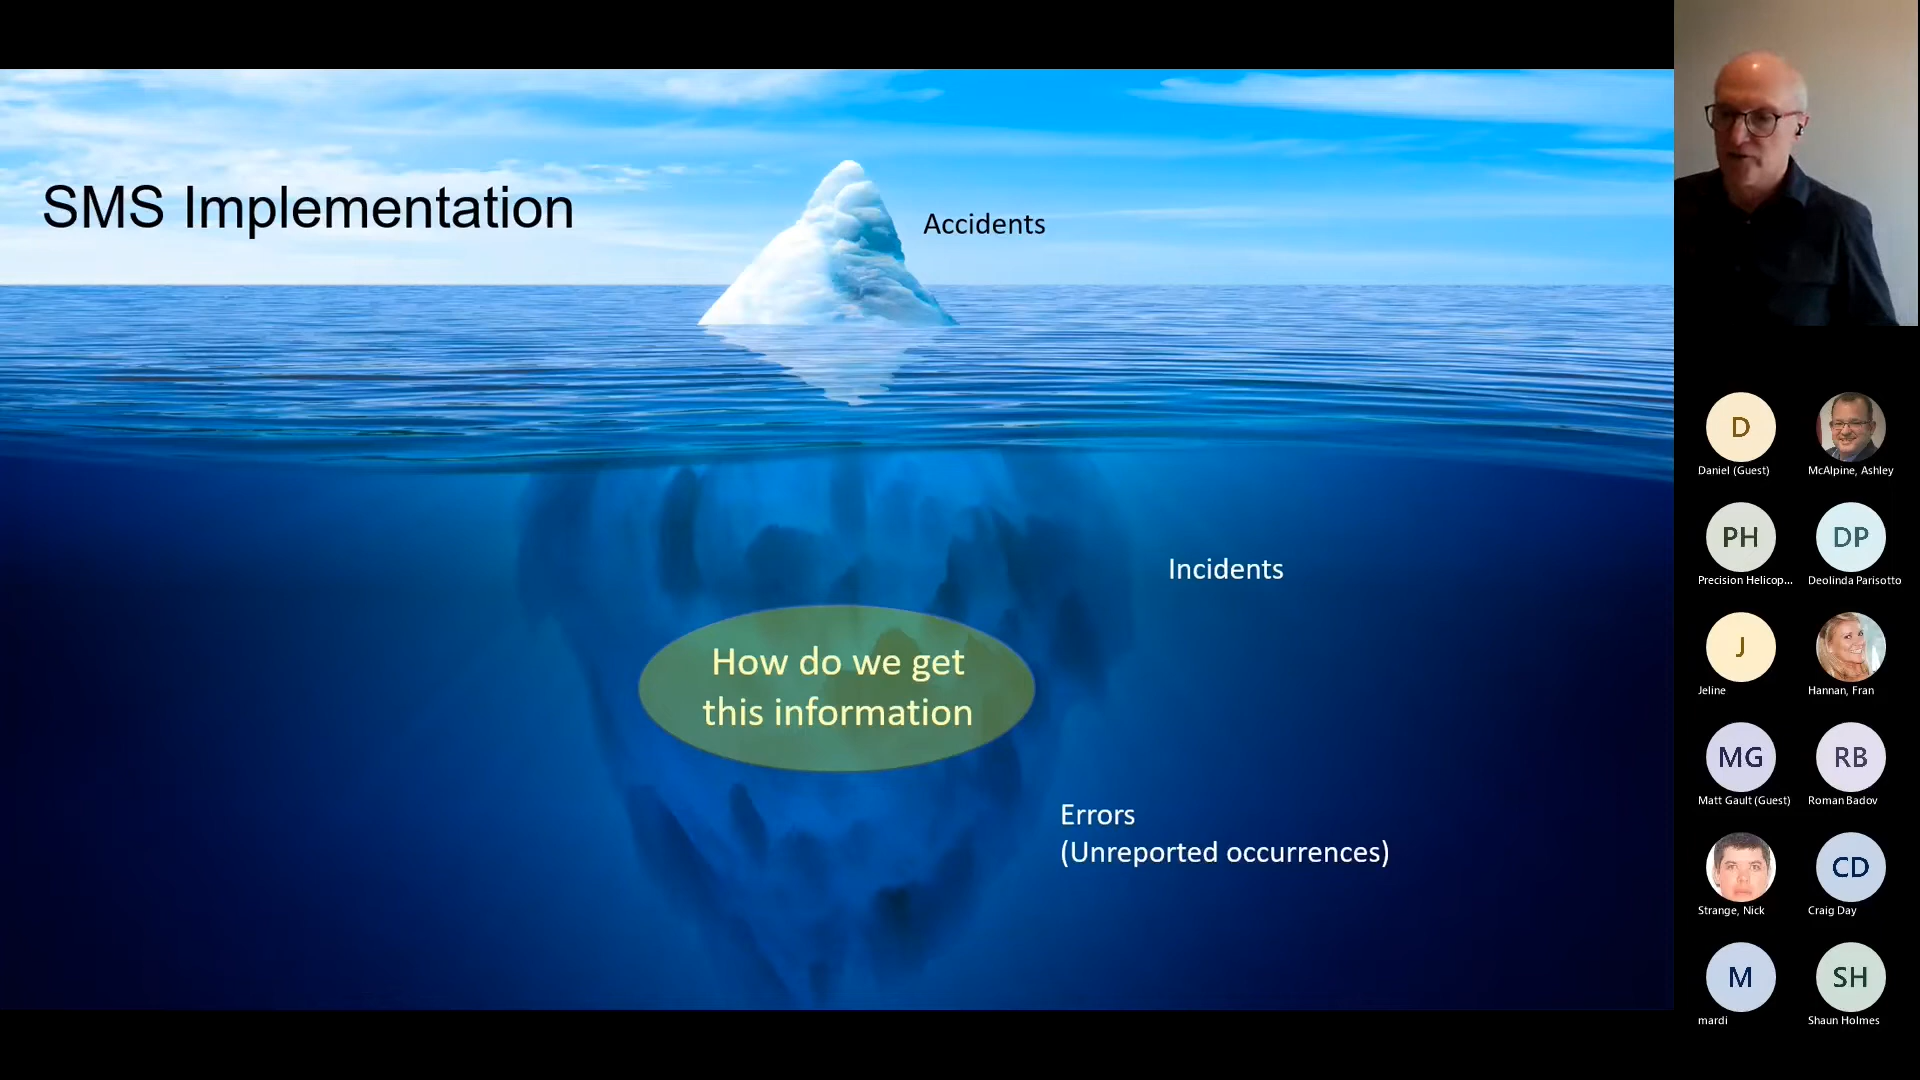 SMS Implementation
Accidents
Incidents
How do we get
this information
Errors
(Unreported occurrences)
D
Daniel (Guest)
McAlpine, Ashley
PH
DP
Precision Helicop...
Deolinda Parisotto
J
Jeline
Hannan, Fran
MG
RB
Matt Gault (Guest)
Roman Badov
CD
Strange, Nick
Craig Day
M
SH
mardi
Shaun Holmes